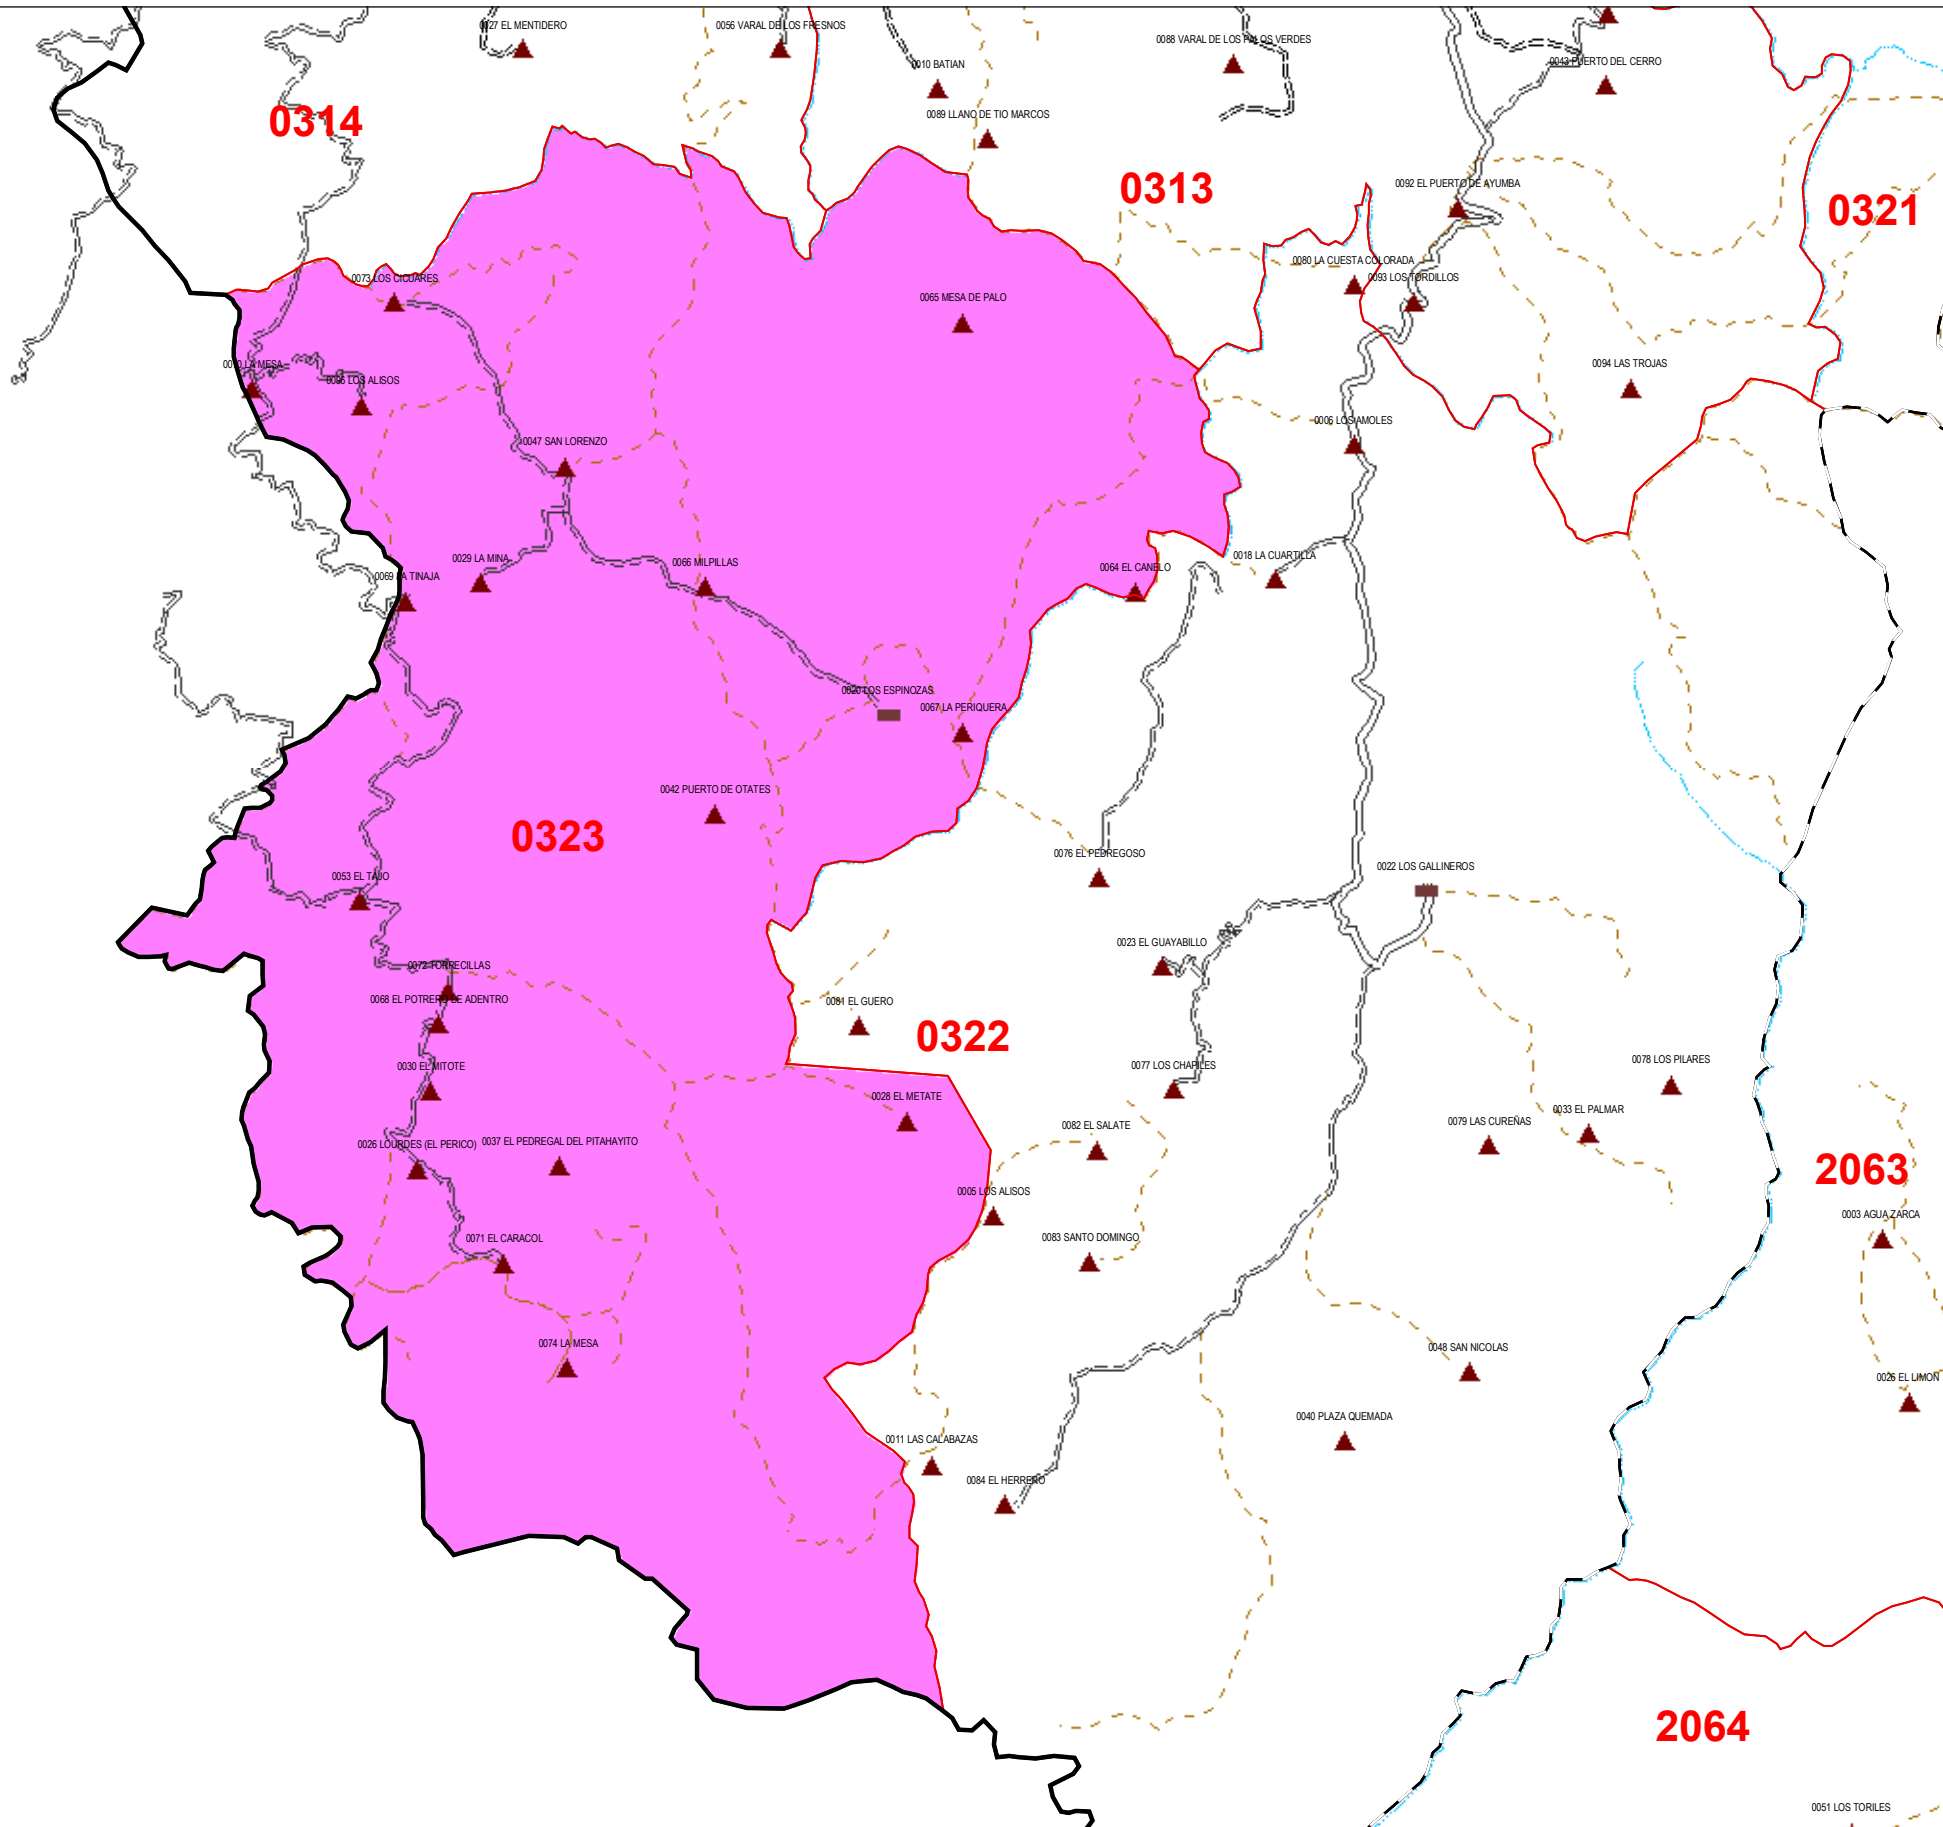 0027 EL MENTIDERO
0056 VARAL DE LOS FRESNOS
0088 VARAL DE LOS PALOS VERDES
0010 BATIAN
0043 PUERTO DEL CERRO
0314
0089 LLANO DE TIO MARCOS
0313
0092 EL PUERTO DE AYUMBA
0321
0080 LA CUESTA COLORADA
0073 LOS CICUARES
0093 LOS TORDILLOS
0065 MESA DE PALO
LA MESA
0094 LAS TROJAS
LOS ALISOS
0006 LOS AMOLES
0047 SAN LORENZO
0029 LA MINA
0066 MILPILLAS
0018 LA CUARTILLA
0064 EL CANELO
0069 LA TINAJA
0020 LOS ESPINOZAS
0067 LA PERIQUERA
0042 PUERTO DE OTATES
0323
0076 EL PEDREGOSO
0022 LOS GALLINEROS
0053 EL TAJO
0023 EL GUAYABILLO
0072 TORRECILLAS
0068 EL POTRERO DE ADENTRO
0081 EL GUERO
0322
0030 EL MITOTE
0077 LOS CHAPILES
0078 LOS PILARES
0028 EL METATE
0033 EL PALMAR
0082 EL SALATE
0079 LAS CUREÑAS
0026 LOURDES (EL PERICO)
0037 EL PEDREGAL DEL PITAHAYITO
2063
0005 LOS ALISOS
0003 AGUA ZARCA
0071 EL CARACOL
0083 SANTO DOMINGO
0074 LA MESA
0048 SAN NICOLAS
0026 EL LIMON
0040 PLAZA QUEMADA
0011 LAS CALABAZAS
0084 EL HERRERO
2064
0051 LOS TORILES